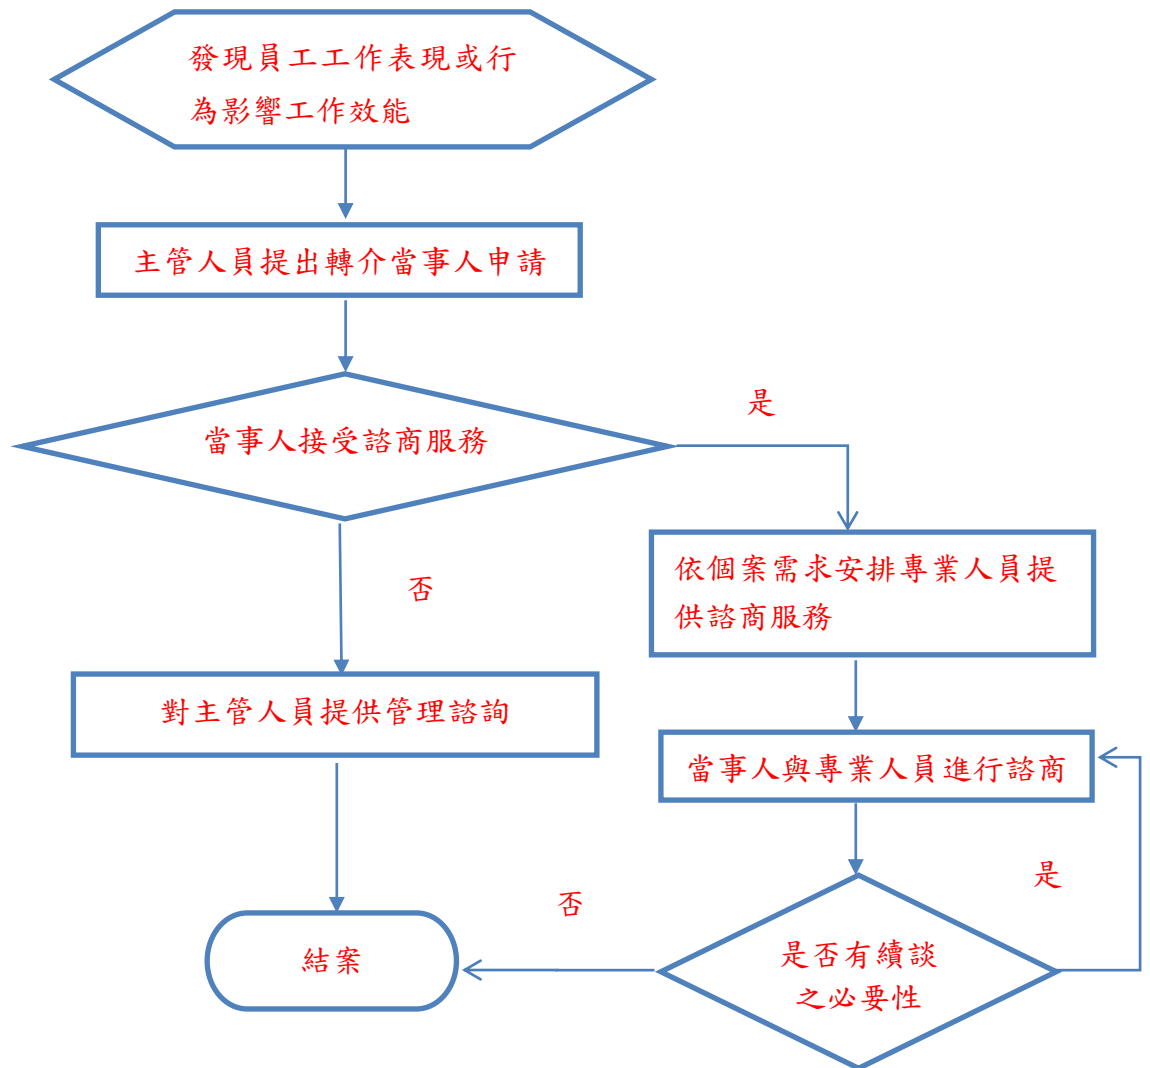 發現員工工作表現或行
為影響工作效能
主管人員提出轉介當事人申請
當事人接受諮商服務
是
否
依個案需求安排專業人員提
供諮商服務
對主管人員提供管理諮詢
當事人與專業人員進行諮商
是
否
是否有續談
之必要性
結案